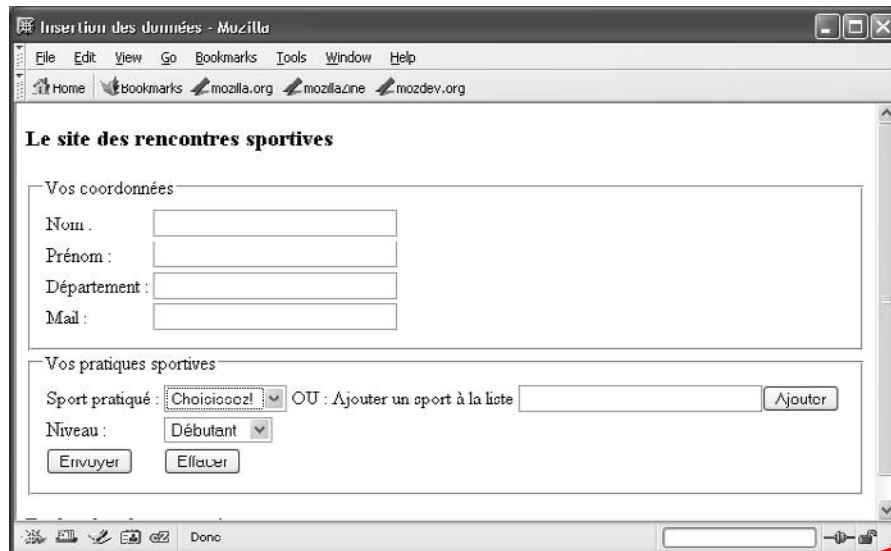 Insertion des données - Mozilla
File Edit View Go Bookmarks Tools Window Help
Home Bookmarks mozilla.org mozillazine mozdev.org
Le site des rencontres sportives
Vos coordonnées
Nom :
Prénom :
Département :
Mail :
Vos pratiques sportives
Sport pratiqué : Choisissez! OU : Ajouter un sport à la liste Ajouter
Niveau : Débutant
Envoyer Effacer
Done